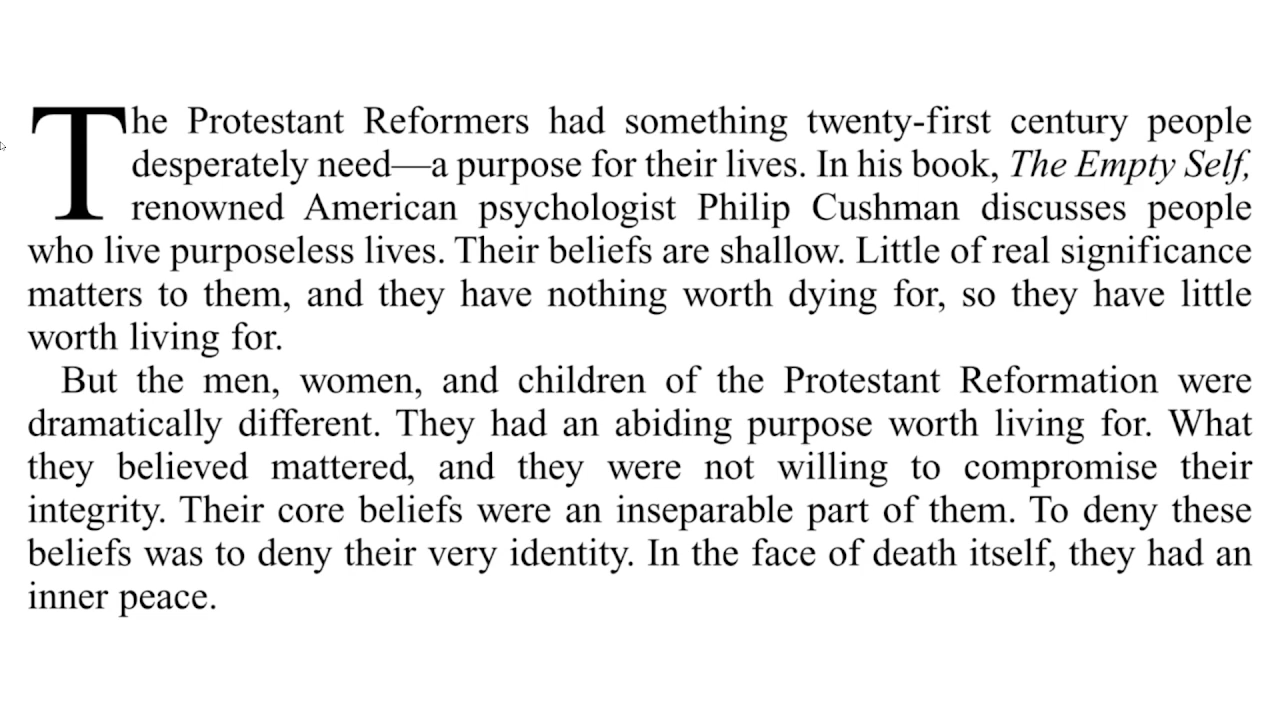 The Protestant Reformers had something twenty-first century people
desperately need—a purpose for their lives. In his book, The Empty Self,
renowned American psychologist Philip Cushman discusses people
who live purposeless lives. Their beliefs are shallow. Little of real significance
matters to them, and they have nothing worth dying for, so they have little
worth living for.
But the men, women, and children of the Protestant Reformation were
dramatically different. They had an abiding purpose worth living for. What
they believed mattered, and they were not willing to compromise their
integrity. Their core beliefs were an inseparable part of them. To deny these
beliefs was to deny their very identity. In the face of death itself, they had an
inner peace.